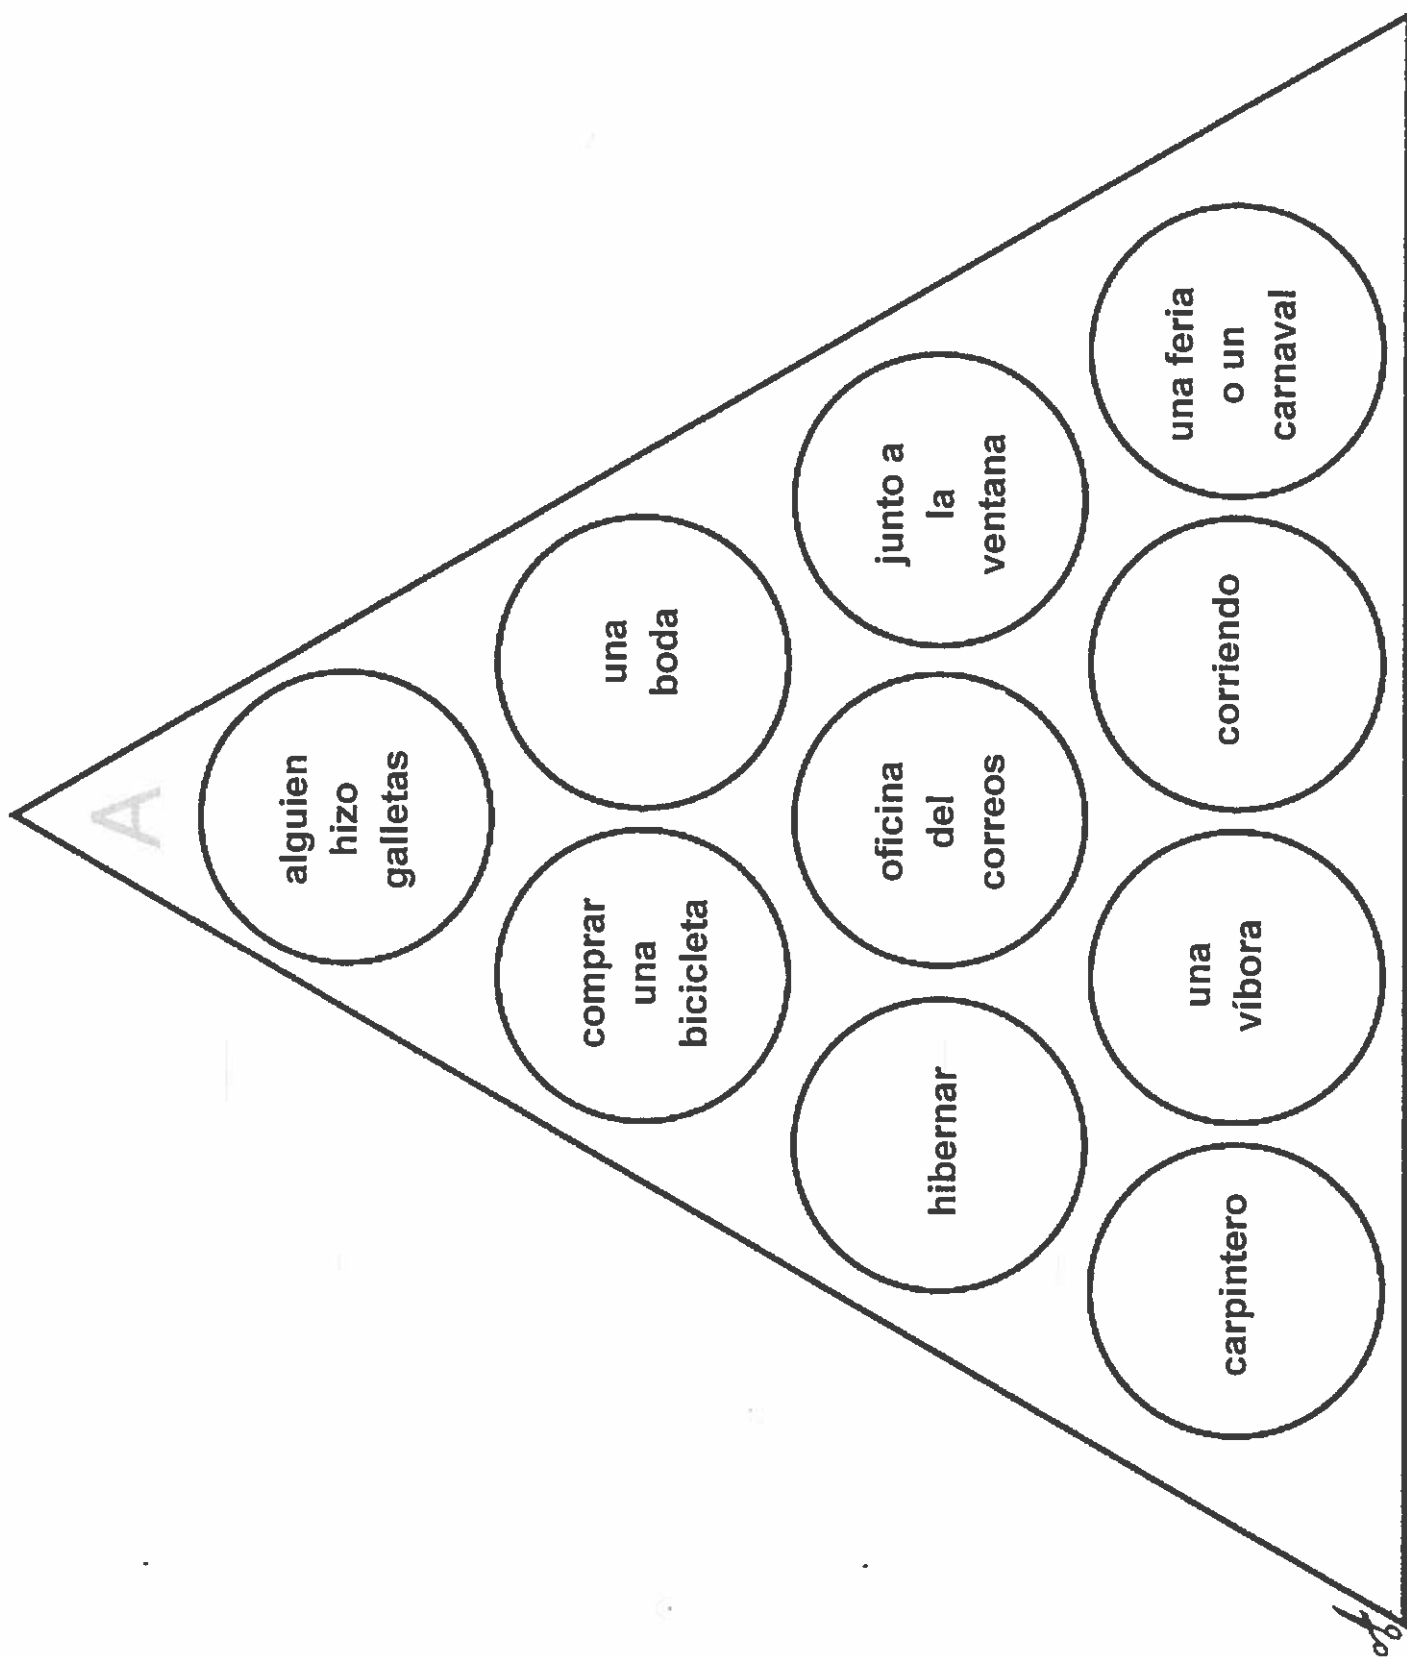 A
alguien
hizo
galletas
comprar
una
bicicleta
una
boda
hibernar
oficina
del
correos
junto a
la
ventana
carpintero
una
víbora
corriendo
una feria
o un
carnaval